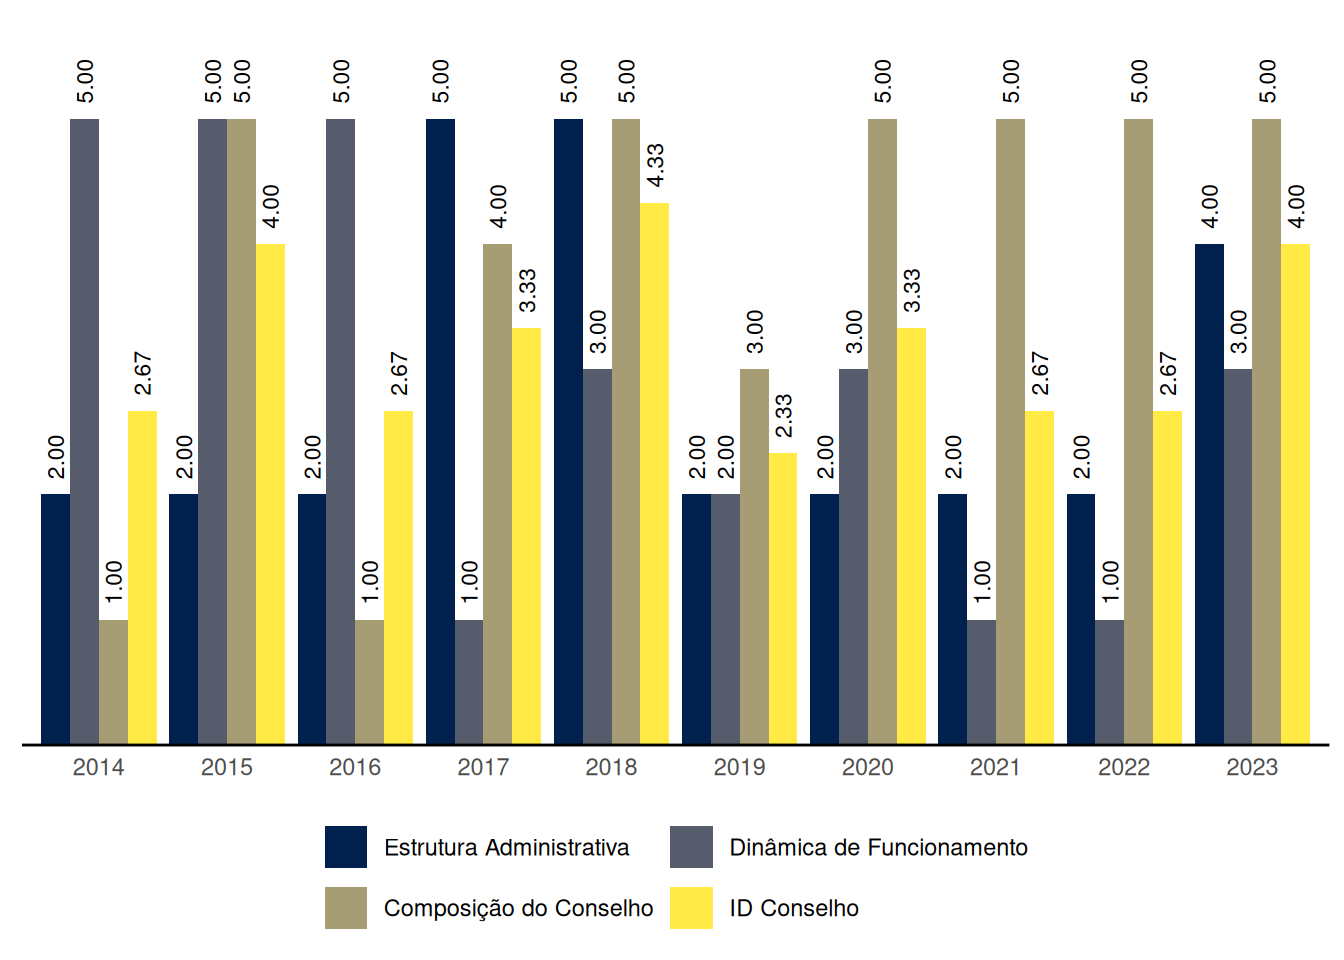 2.00 5.00 1.00 2.67
2.00 5.00 5.00 4.00
2.00 5.00 1.00 2.67
5.00 1.00 4.00 3.33
5.00 3.00 5.00 4.33
2.00 2.00 3.00 2.33
2.00 3.00 5.00 3.33
2.00 1.00 5.00 2.67
2.00 1.00 5.00 2.67
4.00 3.00 5.00 4.00
2014 2015 2016 2017 2018 2019 2020 2021 2022 2023
Estrutura Administrativa Dinâmica de Funcionamento
Composição do Conselho ID Conselho